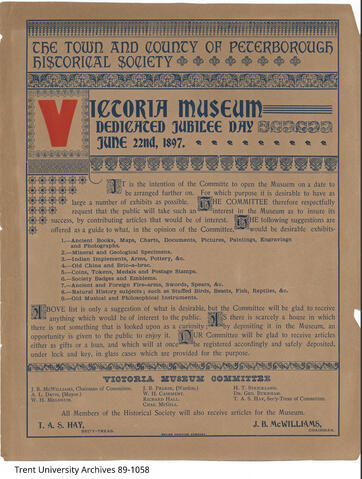 THE TOWN AND COUNTY OF PETERBOROUGH
HISTORICAL SOCIETY
VICTORIA MUSEUM
DEDICATED JUBILEE DAY
JUNE 22nd, 1897.
IT is the intention of the Committe to open the Musuem on a date to
be arranged further on. For which purpose it is desirable to have as
large a number of exhibits as possible. THE COMMITTEE therefore respectfully
request that the public will take such an interest in the Museum as to insure its
success, by contributing articles that would be of interest. THE following suggestions are
offered as a guide to what, in the opinion of the Committee, would be desirable exhibits-
1.—Ancient Books, Maps, Charts, Documents, Pictures, Paintings, Engravings
and Photographs.
2.—Mineral and Geological Specimens.
3.—Indian Implements, Arms, Pottery, &c.
4.—Old China and Bric-a-brac.
5.—Coins, Tokens, Medals and Postage Stamps.
6.—Society Badges and Emblems.
7.—Ancient and Foreign Fire-arms, Swords, Spears, &c.
8.—Natural History subjects; such as Stuffed Birds, Beasts, Fish, Reptiles, &c.
9.—Old Musical and Philosophical Instruments.
ABOVE list is only a suggestion of what is desirable, but the Committee will be glad to receive
anything which would be of interest to the public. AS there is scarcely a house in which
there is not something that is looked upon as a curiosity; by depositing it in the Museum, an
opportunity is given to the public to enjoy it. OUR Committee will be glad to receive articles
either as gifts or a loan, and which will at once be registered accordingly and safely deposited,
under lock and key, in glass cases which are provided for the purpose.
VICTORIA MUSEUM COMMITTEE
J. B. McWilliams, Chairman of Committee.
A. L. Davis, (Mayor.)
W. H. Meldrum.
J. B. Pearce, (Warden.)
W. H. Casement.
Richard Hall.
Chas. McGill.
H. T. Strickland.
Dr. Geo. Burnham.
T. A. S. Hay, Sec'y-Treas. of Committee.
All Members of the Historical Society will also receive articles for the Museum.
T. A. S. HAY,
SEC'Y-TREAS.
J. B. McWILLIAMS,
CHAIRMAN.
Trent University Archives 89-1058